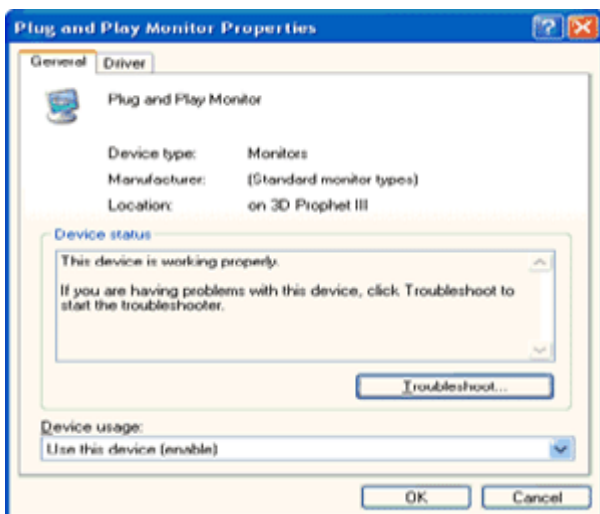 Plug and Play Monitor Properties
General Driver
Plug and Play Monitor
Device type: Monitors
Manufacturer: (Standard monitor types)
Location: on 3D Prophet III
Device status
This device is working properly.
If you are having problems with this device, click Troubleshoot to
start the troubleshooter.
Troubleshoot...
Device usage:
Use this device (enable)
OK Cancel